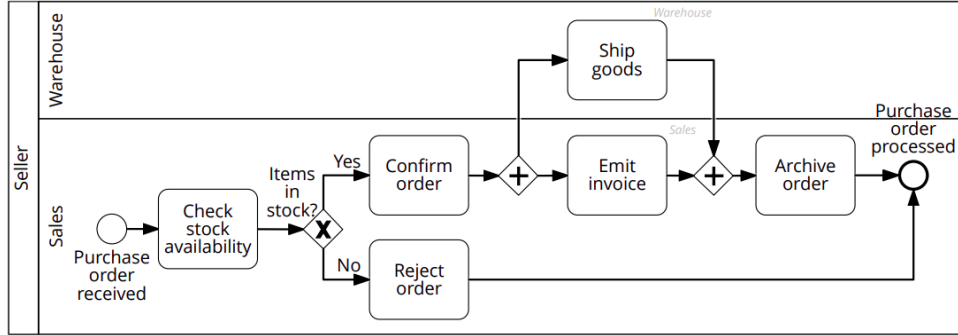 Seller
Warehouse
Warehouse
Ship
goods
Sales
Sales
Purchase
order
received
Check
stock
availability
Items
in
stock?
Yes
Confirm
order
Emit
invoice
Archive
order
Purchase
order
processed
No
Reject
order